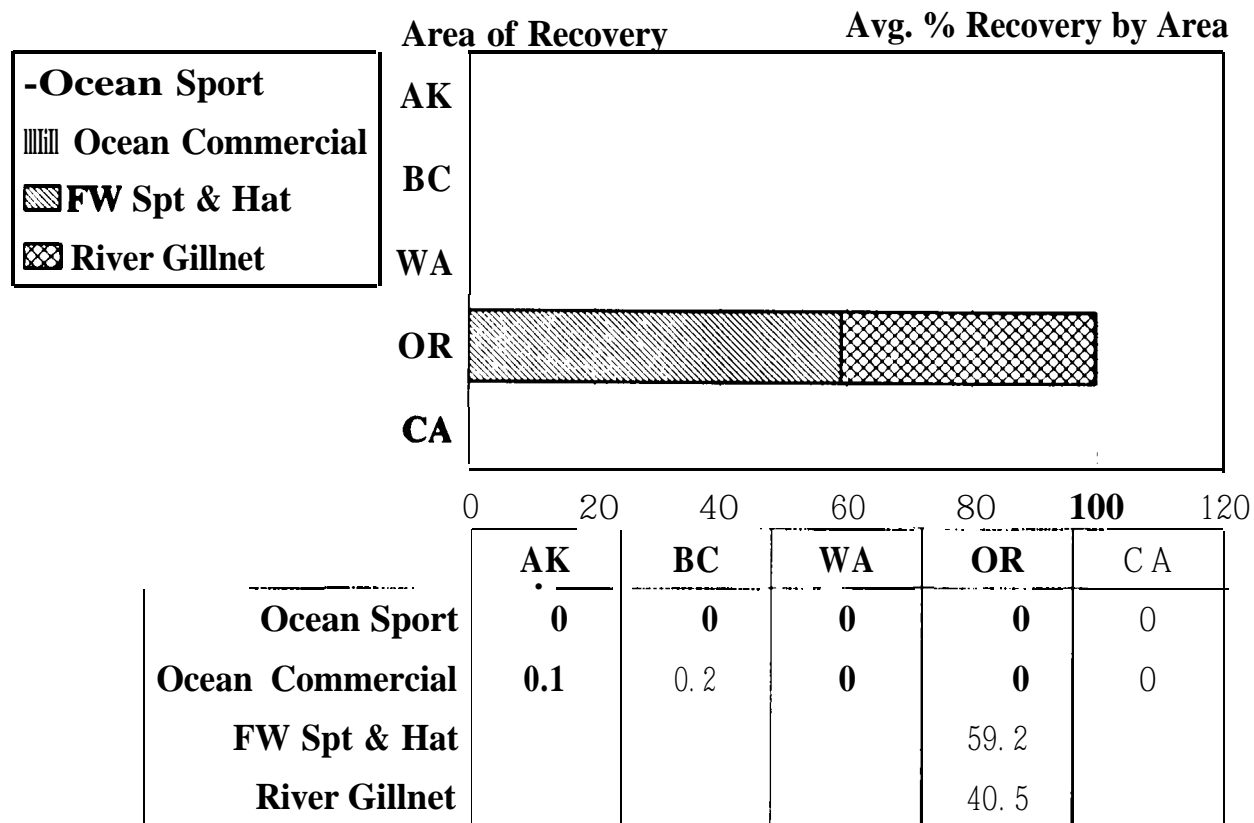 Area of Recovery Avg. % Recovery by Area
-Ocean Sport
Ocean Commercial
FW Spt & Hat
River Gillnet
AK
BC
WA
OR
CA
0 20 40 60 80 100 120
AK BC WA OR CA
Ocean Sport 0 0 0 0 0
Ocean Commercial 0.1 0.2 0 0 0
FW Spt & Hat 59.2
River Gillnet 40.5